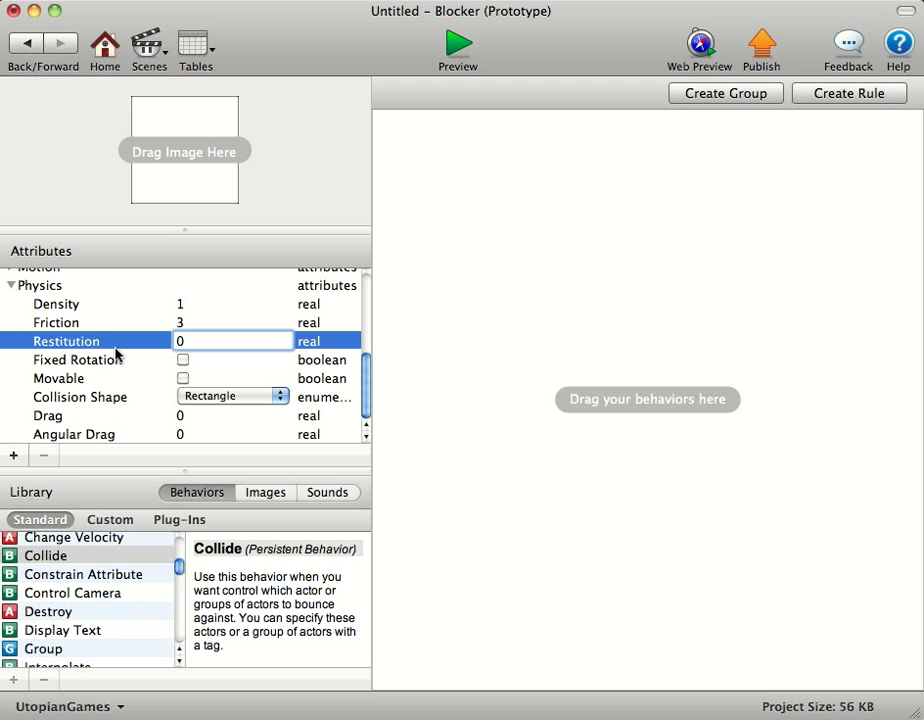 Untitled – Blocker (Prototype)
Back/Forward Home Scenes Tables Preview Web Preview Publish Feedback Help
Create Group Create Rule
Drag Image Here
Attributes
Motion attributes
Physics attributes
Density 1 real
Friction 3 real
Restitution 0 real
Fixed Rotation boolean
Movable boolean
Collision Shape Rectangle enume...
Drag 0 real
Angular Drag 0 real
Drag your behaviors here
+ −
Library Behaviors Images Sounds
Standard Custom Plug-Ins
A Change Velocity
B Collide
B Constrain Attribute
B Control Camera
A Destroy
B Display Text
G Group
B Interpolate
Collide (Persistent Behavior)
Use this behavior when you
want control which actor or
groups of actors to bounce
against. You can specify these
actors or a group of actors with
a tag.
+ −
UtopianGames Project Size: 56 KB